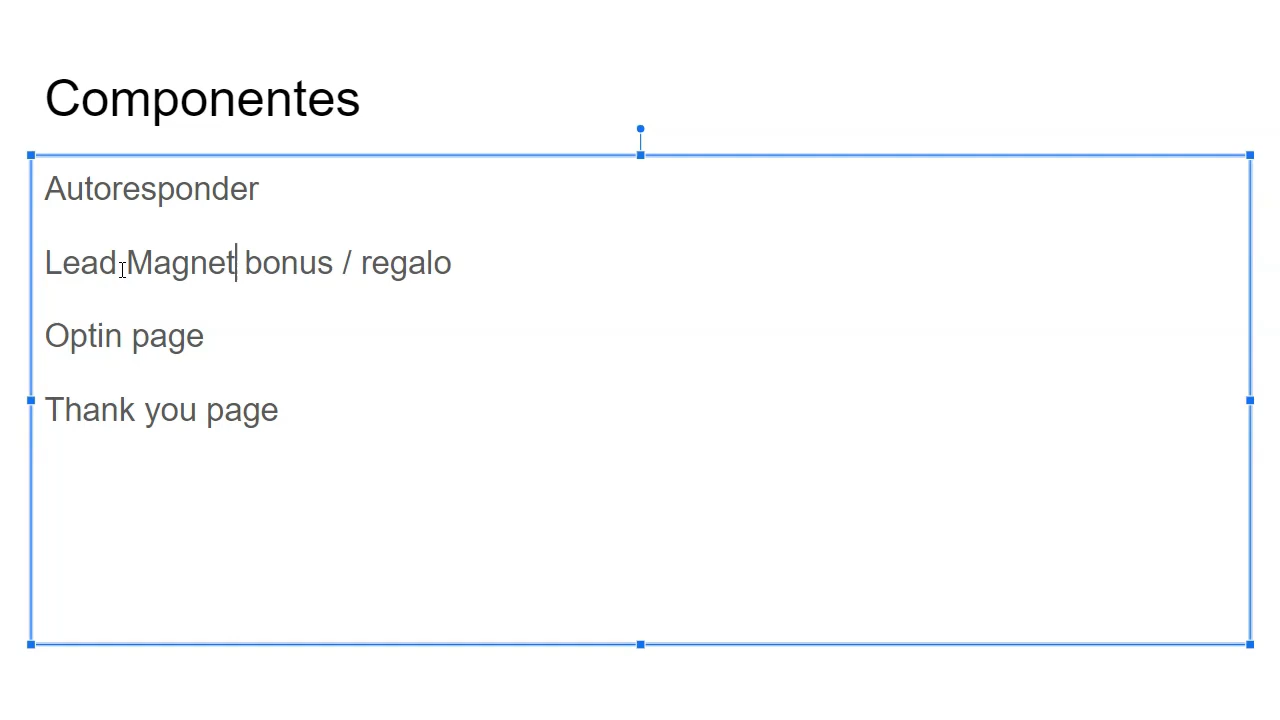 Componentes
Autoresponder
Lead Magnet bonus / regalo
Optin page
Thank you page